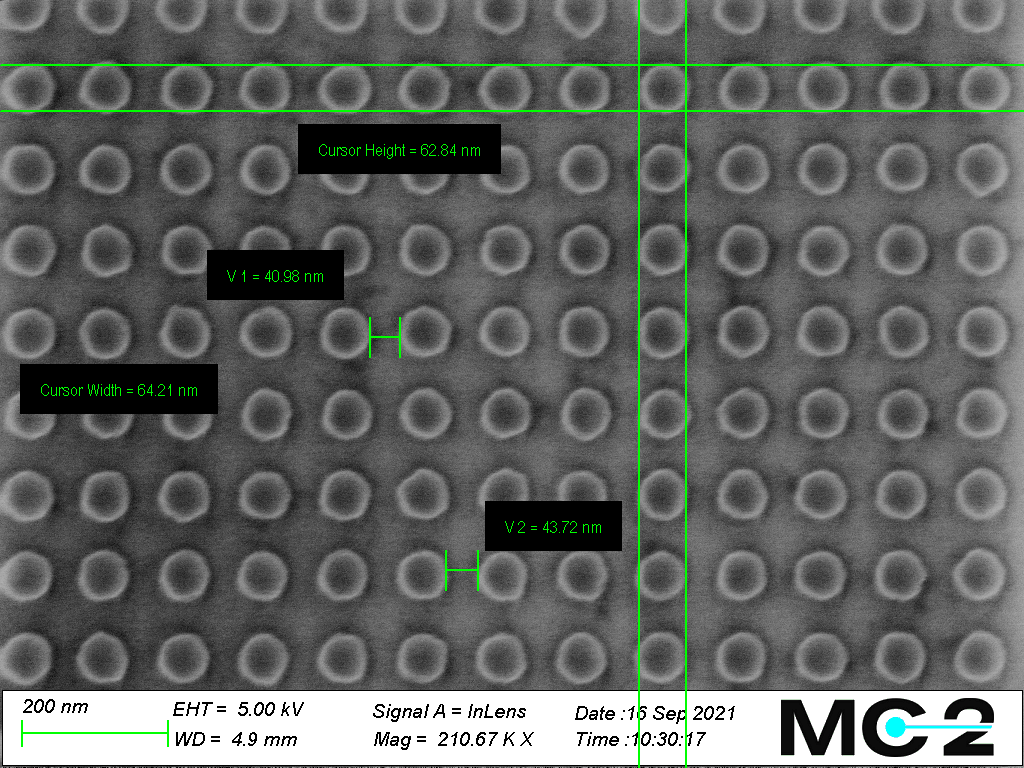 Cursor Height = 62.84 nm
V 1 = 40.98 nm
Cursor Width = 64.21 nm
V 2 = 43.72 nm
200 nm
EHT = 5.00 kV
Signal A = InLens
Date :16 Sep 2021
WD = 4.9 mm
Mag = 210.67 K X
Time :10:30:17
MC2